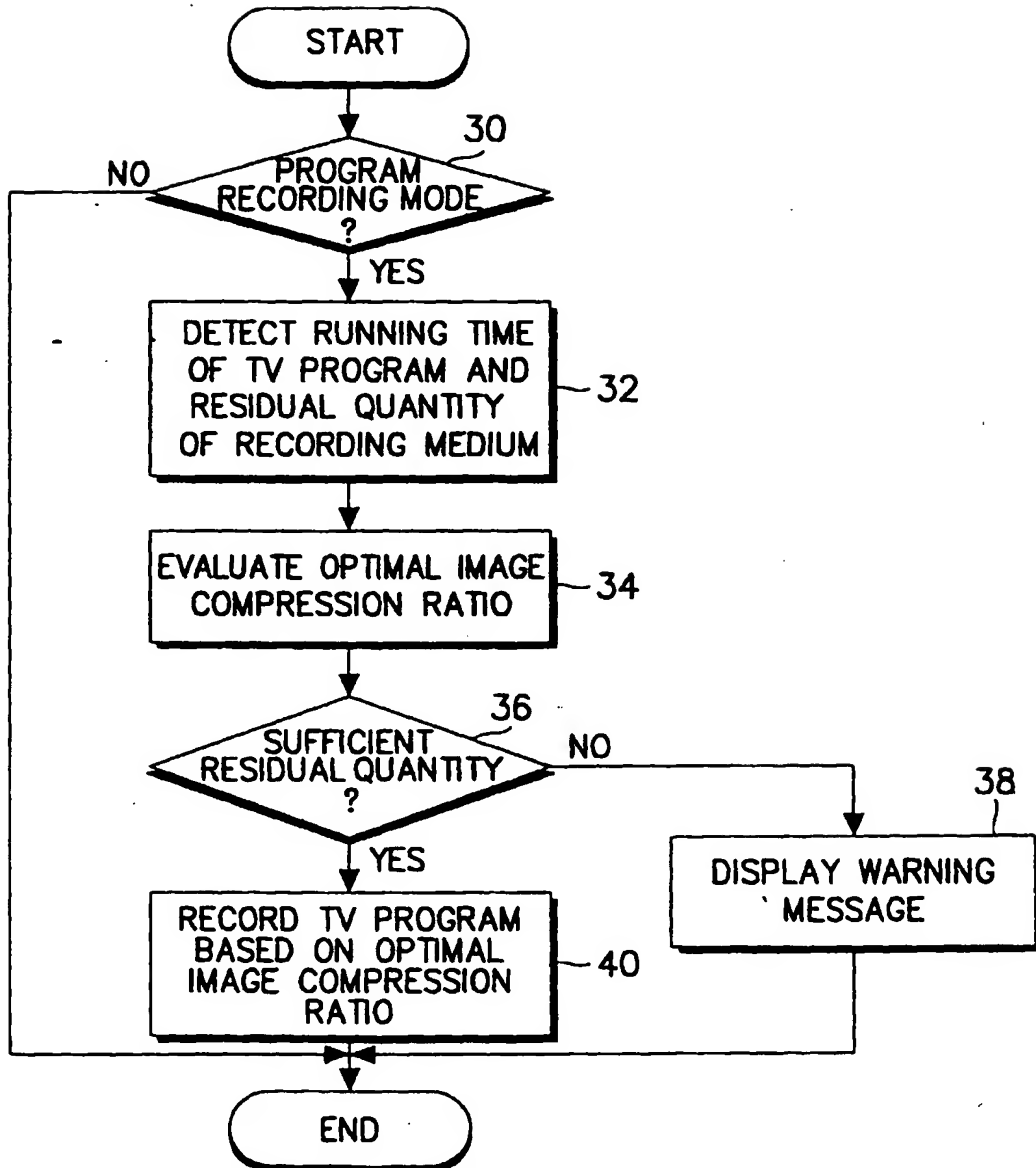 START
30
NO
PROGRAM
RECORDING MODE
?
YES
DETECT RUNNING TIME
OF TV PROGRAM AND
RESIDUAL QUANTITY
OF RECORDING MEDIUM
32
EVALUATE OPTIMAL IMAGE
COMPRESSION RATIO
34
36
SUFFICIENT
RESIDUAL QUANTITY
?
NO
YES
38
DISPLAY WARNING
MESSAGE
RECORD TV PROGRAM
BASED ON OPTIMAL
IMAGE COMPRESSION
RATIO
40
END